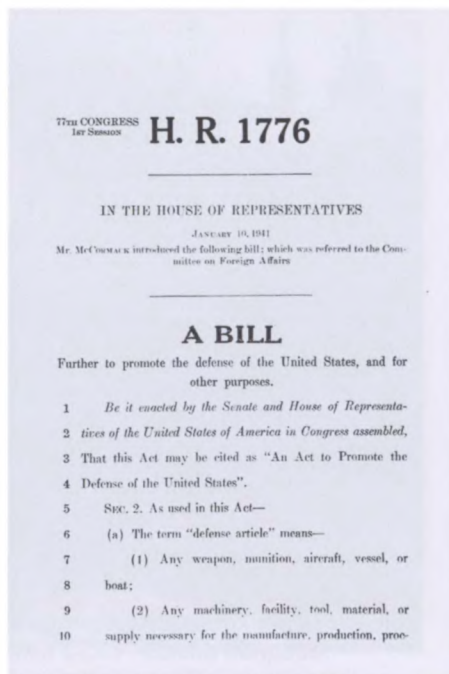 77TH CONGRESS
1ST SESSION
H. R. 1776
IN THE HOUSE OF REPRESENTATIVES
JANUARY 10, 1941
Mr. McCORMACK introduced the following bill; which was referred to the Com-
mittee on Foreign Affairs
A BILL
Further to promote the defense of the United States, and for
other purposes.
1 Be it enacted by the Senate and House of Representa-
2 tives of the United States of America in Congress assembled,
3 That this Act may be cited as "An Act to Promote the
4 Defense of the United States".
5 SEC. 2. As used in this Act—
6 (a) The term "defense article" means—
7 (1) Any weapon, munition, aircraft, vessel, or
8 boat;
9 (2) Any machinery, facility, tool, material, or
10 supply necessary for the manufacture, production, proc-